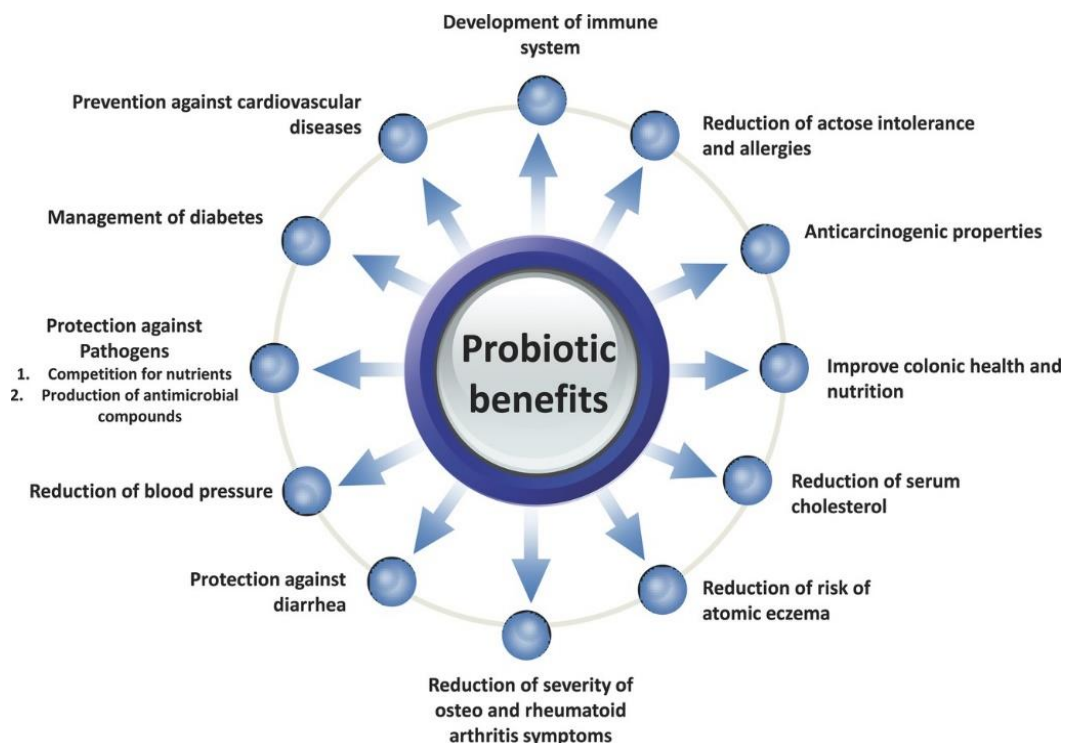 Development of immune
system
Prevention against cardiovascular
diseases
Reduction of actose intolerance
and allergies
Management of diabetes
Anticarcinogenic properties
Protection against
Pathogens
1. Competition for nutrients
2. Production of antimicrobial
compounds
Probiotic
benefits
Improve colonic health and
nutrition
Reduction of blood pressure
Reduction of serum
cholesterol
Protection against
diarrhea
Reduction of risk of
atomic eczema
Reduction of severity of
osteo and rheumatoid
arthritis symptoms